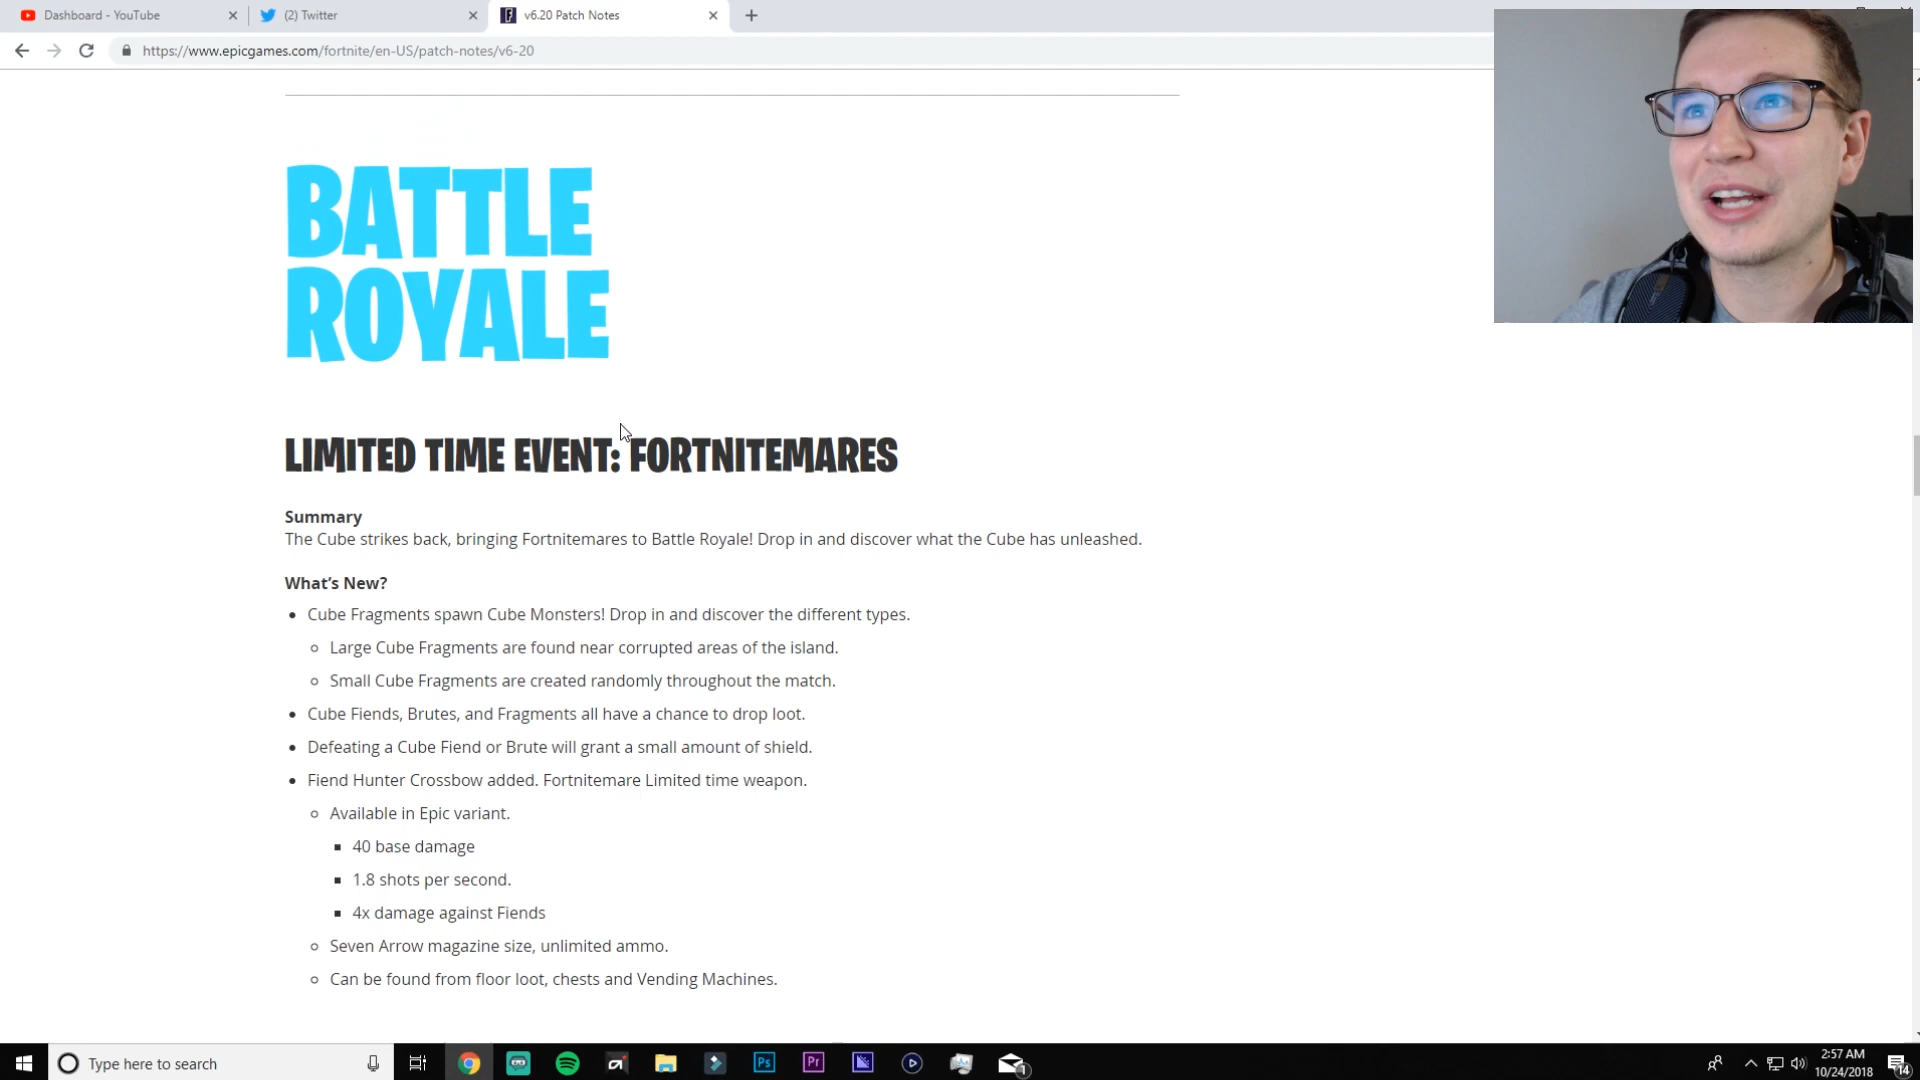 Dashboard - YouTube
(2) Twitter
v6.20 Patch Notes
https://www.epicgames.com/fortnite/en-US/patch-notes/v6-20
BATTLE
ROYALE
LIMITED TIME EVENT: FORTNITEMARES
Summary
The Cube strikes back, bringing Fortnitemares to Battle Royale! Drop in and discover what the Cube has unleashed.
What's New?
Cube Fragments spawn Cube Monsters! Drop in and discover the different types.
Large Cube Fragments are found near corrupted areas of the island.
Small Cube Fragments are created randomly throughout the match.
Cube Fiends, Brutes, and Fragments all have a chance to drop loot.
Defeating a Cube Fiend or Brute will grant a small amount of shield.
Fiend Hunter Crossbow added. Fortnitemare Limited time weapon.
Available in Epic variant.
40 base damage
1.8 shots per second.
4x damage against Fiends
Seven Arrow magazine size, unlimited ammo.
Can be found from floor loot, chests and Vending Machines.
Type here to search
Ps
Pr
1
2:57 AM
10/24/2018
14